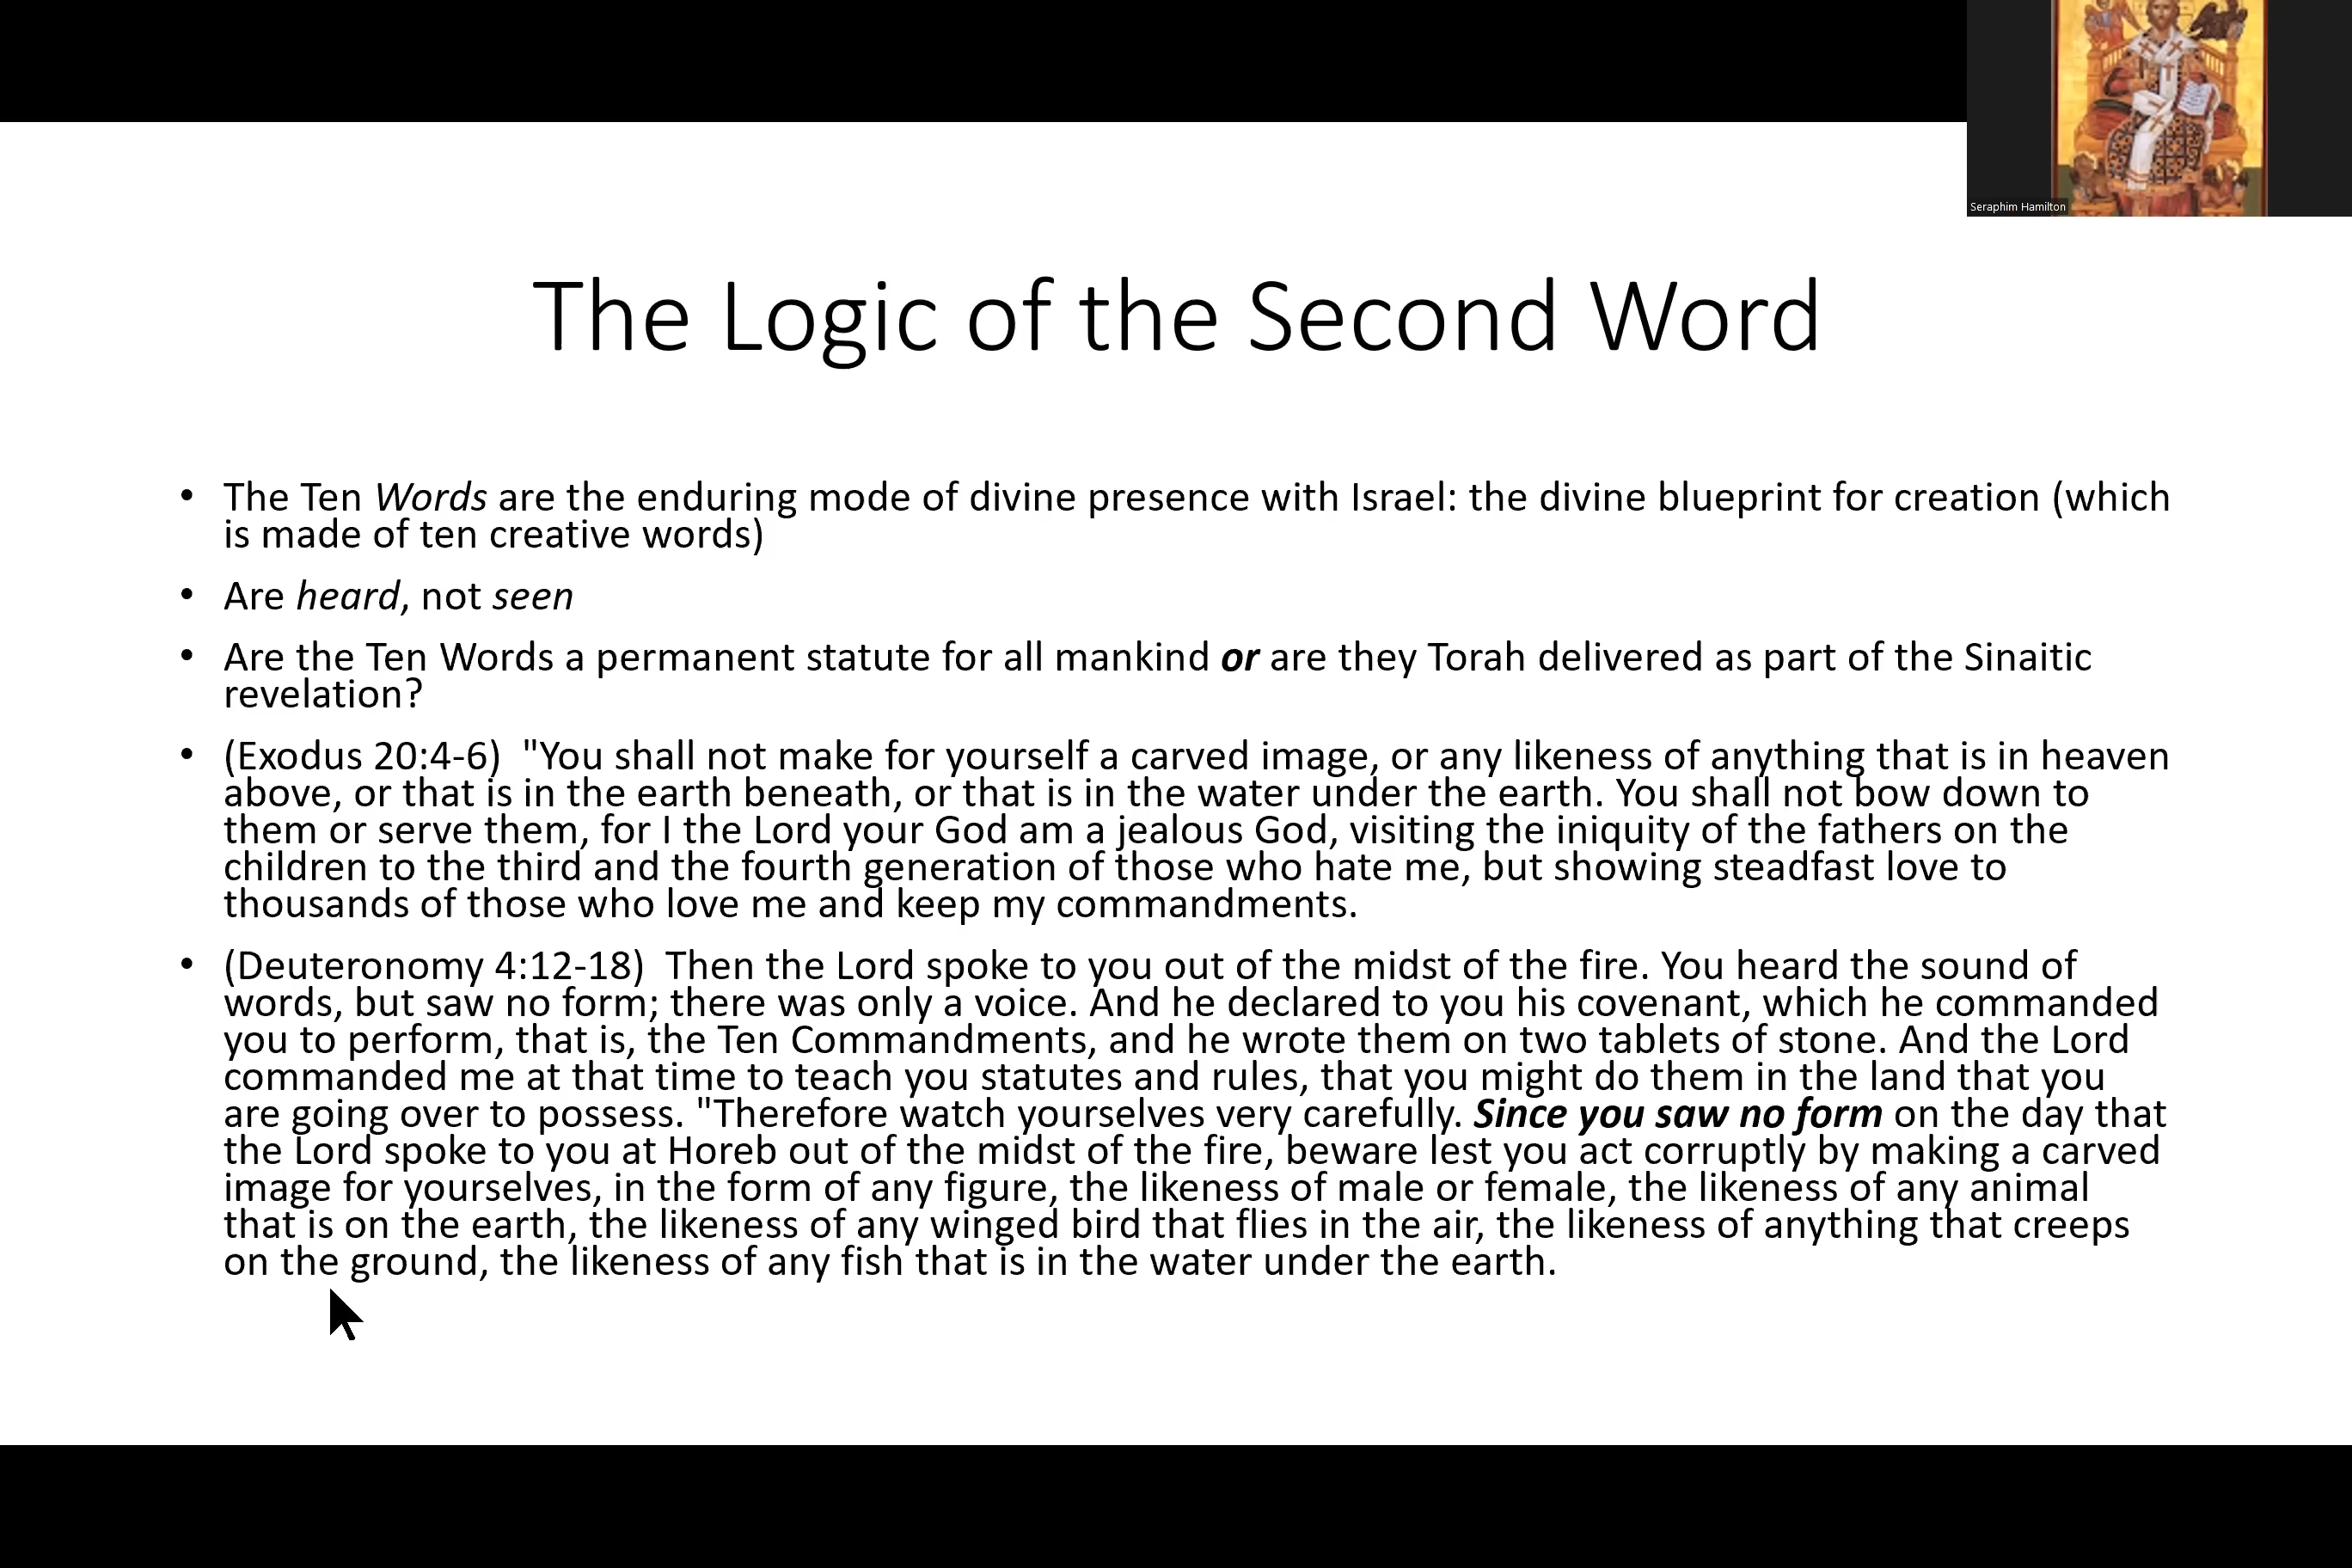 Seraphim Hamilton
The Logic of the Second Word
• The Ten Words are the enduring mode of divine presence with Israel: the divine blueprint for creation (which
is made of ten creative words)
• Are heard, not seen
• Are the Ten Words a permanent statute for all mankind or are they Torah delivered as part of the Sinaitic
revelation?
• (Exodus 20:4-6)  "You shall not make for yourself a carved image, or any likeness of anything that is in heaven
above, or that is in the earth beneath, or that is in the water under the earth. You shall not bow down to
them or serve them, for I the Lord your God am a jealous God, visiting the iniquity of the fathers on the
children to the third and the fourth generation of those who hate me, but showing steadfast love to
thousands of those who love me and keep my commandments.
• (Deuteronomy 4:12-18)  Then the Lord spoke to you out of the midst of the fire. You heard the sound of
words, but saw no form; there was only a voice. And he declared to you his covenant, which he commanded
you to perform, that is, the Ten Commandments, and he wrote them on two tablets of stone. And the Lord
commanded me at that time to teach you statutes and rules, that you might do them in the land that you
are going over to possess. "Therefore watch yourselves very carefully. Since you saw no form on the day that
the Lord spoke to you at Horeb out of the midst of the fire, beware lest you act corruptly by making a carved
image for yourselves, in the form of any figure, the likeness of male or female, the likeness of any animal
that is on the earth, the likeness of any winged bird that flies in the air, the likeness of anything that creeps
on the ground, the likeness of any fish that is in the water under the earth.